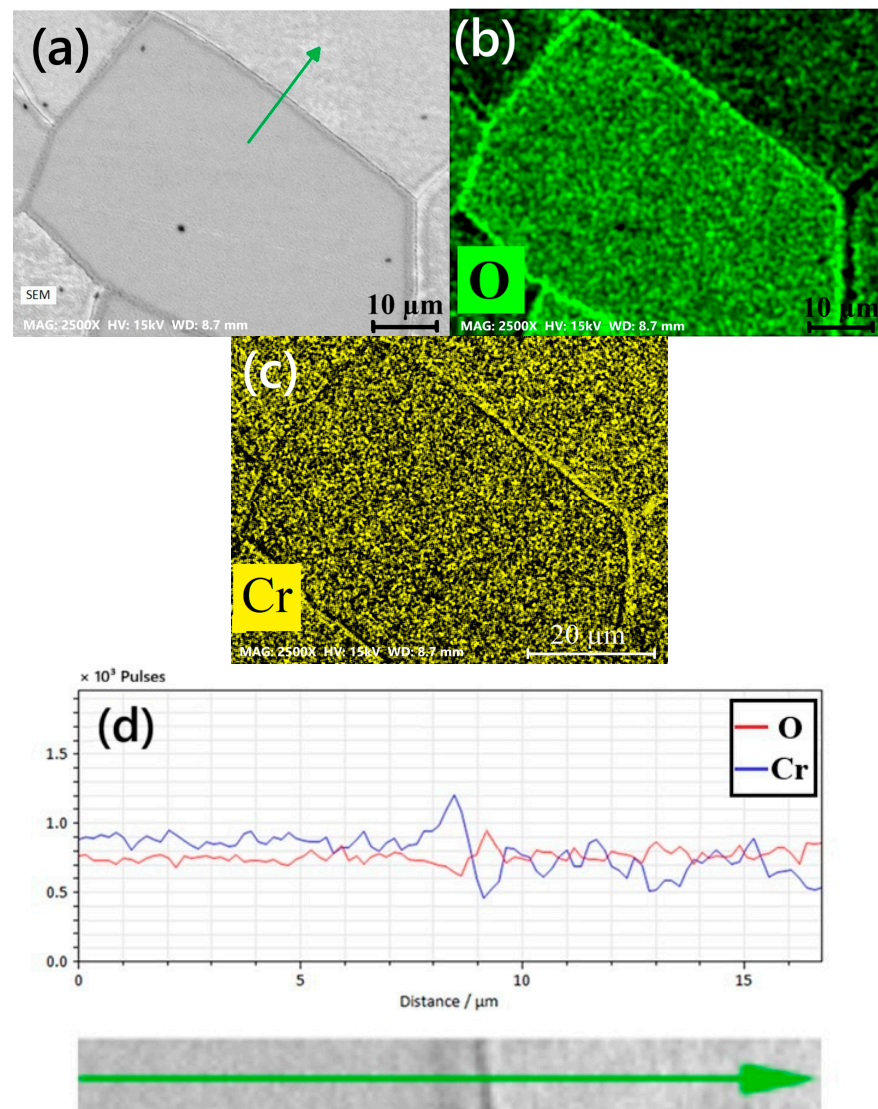 (a)
SEM
MAG: 2500X HV: 15kV WD: 8.7 mm
10 µm
(b)
O
MAG: 2500X HV: 15kV WD: 8.7 mm
10 µm
(c)
Cr
MAG: 2500X HV: 15kV WD: 8.7 mm
20 µm
× 10³ Pulses
(d)
O
Cr
1.5
1.0
0.5
0.0
0 5 10 15
Distance / µm